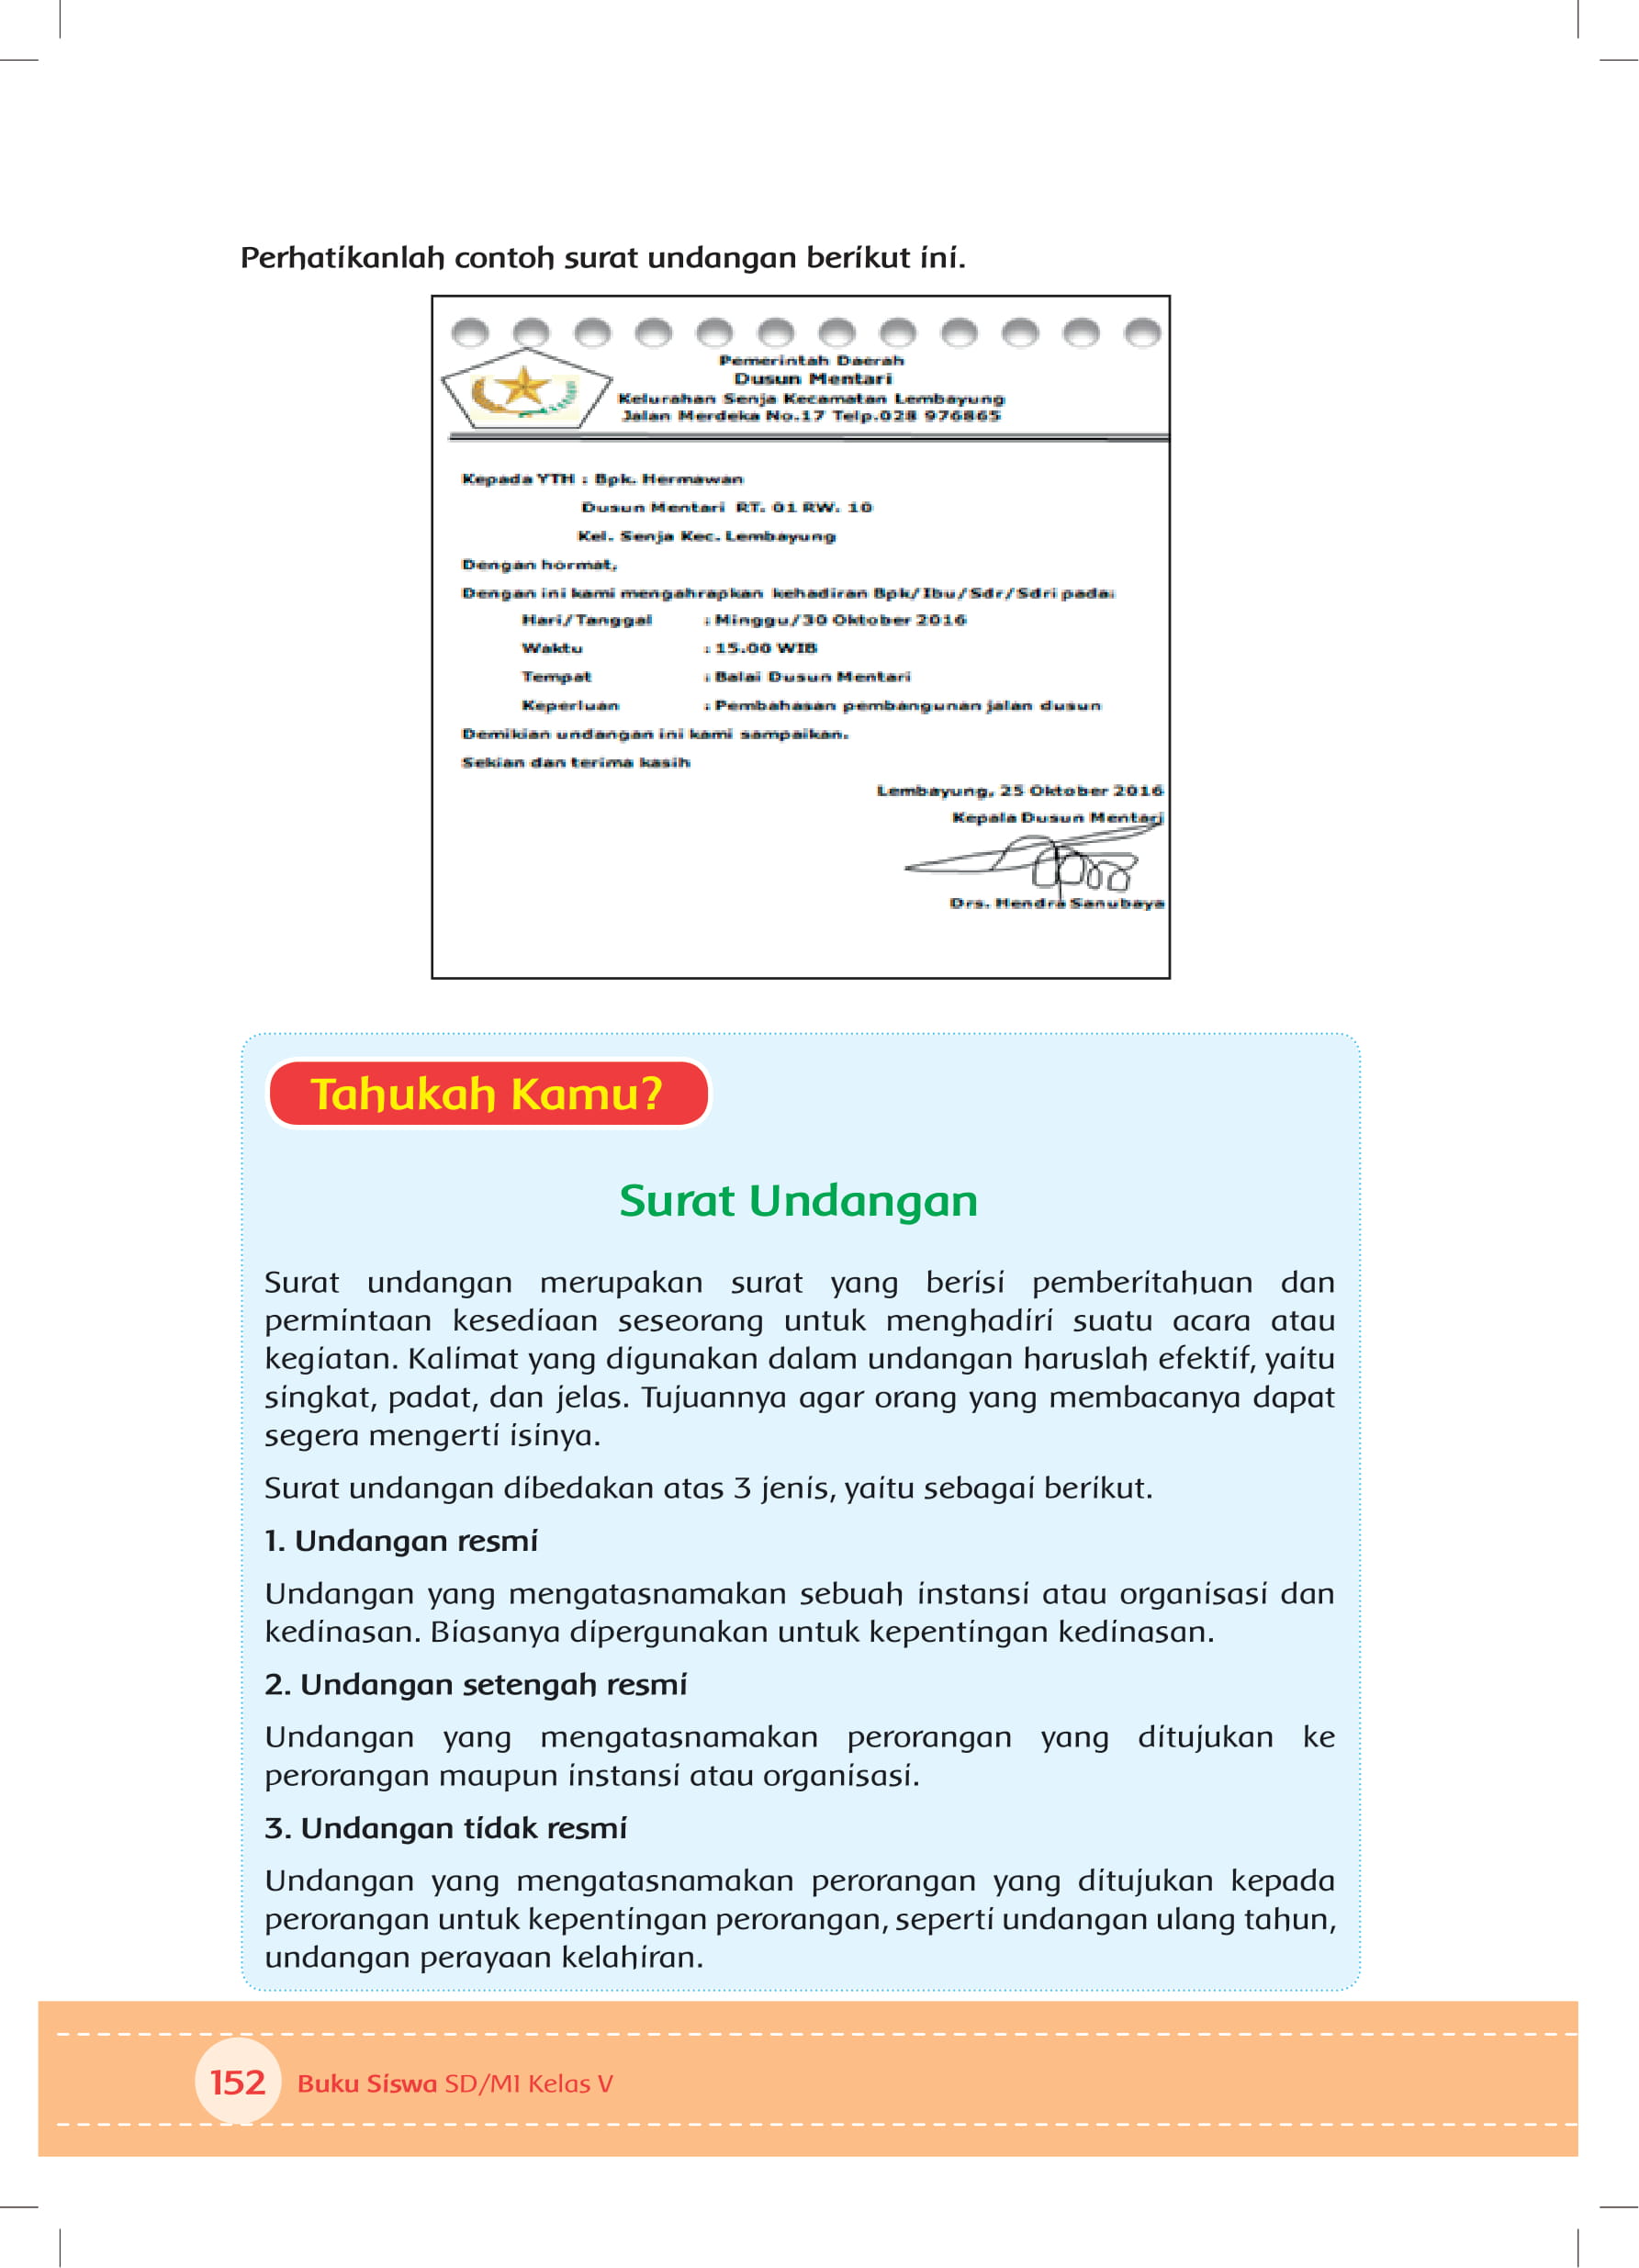 Perhatikanlah contoh surat undangan berikut ini.
Pemerintah Daerah
Dusun Mentari
Kelurahan Senja Kecamatan Lembayung
Jalan Merdeka No.17 Telp.028 976865
Kepada YTH : Bpk. Hermawan
Dusun Mentari RT. 01 RW. 10
Kel. Senja Kec. Lembayung
Dengan hormat,
Dengan ini kami mengahrapkan kehadiran Bpk/Ibu/Sdr/Sdri pada:
Hari/Tanggal : Minggu/30 Oktober 2016
Waktu : 15.00 WIB
Tempat : Balai Dusun Mentari
Keperluan : Pembahasan pembangunan jalan dusun
Demikian undangan ini kami sampaikan.
Sekian dan terima kasih
Lembayung, 25 Oktober 2016
Kepala Dusun Mentari
Drs. Hendra Sanubaya
Tahukah Kamu?
Surat Undangan
Surat undangan merupakan surat yang berisi pemberitahuan dan
permintaan kesediaan seseorang untuk menghadiri suatu acara atau
kegiatan. Kalimat yang digunakan dalam undangan haruslah efektif, yaitu
singkat, padat, dan jelas. Tujuannya agar orang yang membacanya dapat
segera mengerti isinya.
Surat undangan dibedakan atas 3 jenis, yaitu sebagai berikut.
1. Undangan resmi
Undangan yang mengatasnamakan sebuah instansi atau organisasi dan
kedinasan. Biasanya dipergunakan untuk kepentingan kedinasan.
2. Undangan setengah resmi
Undangan yang mengatasnamakan perorangan yang ditujukan ke
perorangan maupun instansi atau organisasi.
3. Undangan tidak resmi
Undangan yang mengatasnamakan perorangan yang ditujukan kepada
perorangan untuk kepentingan perorangan, seperti undangan ulang tahun,
undangan perayaan kelahiran.
152 Buku Siswa SD/MI Kelas V